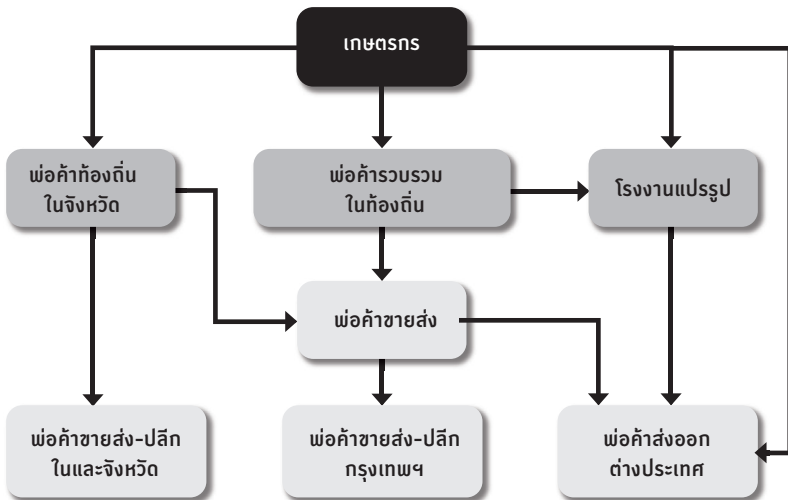 เกษตรกร
พ่อค้าท้องถิ่น
ในจังหวัด
พ่อค้ารวบรวม
ในท้องถิ่น
โรงงานแปรรูป
พ่อค้าขายส่ง
พ่อค้าขายส่ง-ปลีก
ในและจังหวัด
พ่อค้าขายส่ง-ปลีก
กรุงเทพฯ
พ่อค้าส่งออก
ต่างประเทศ